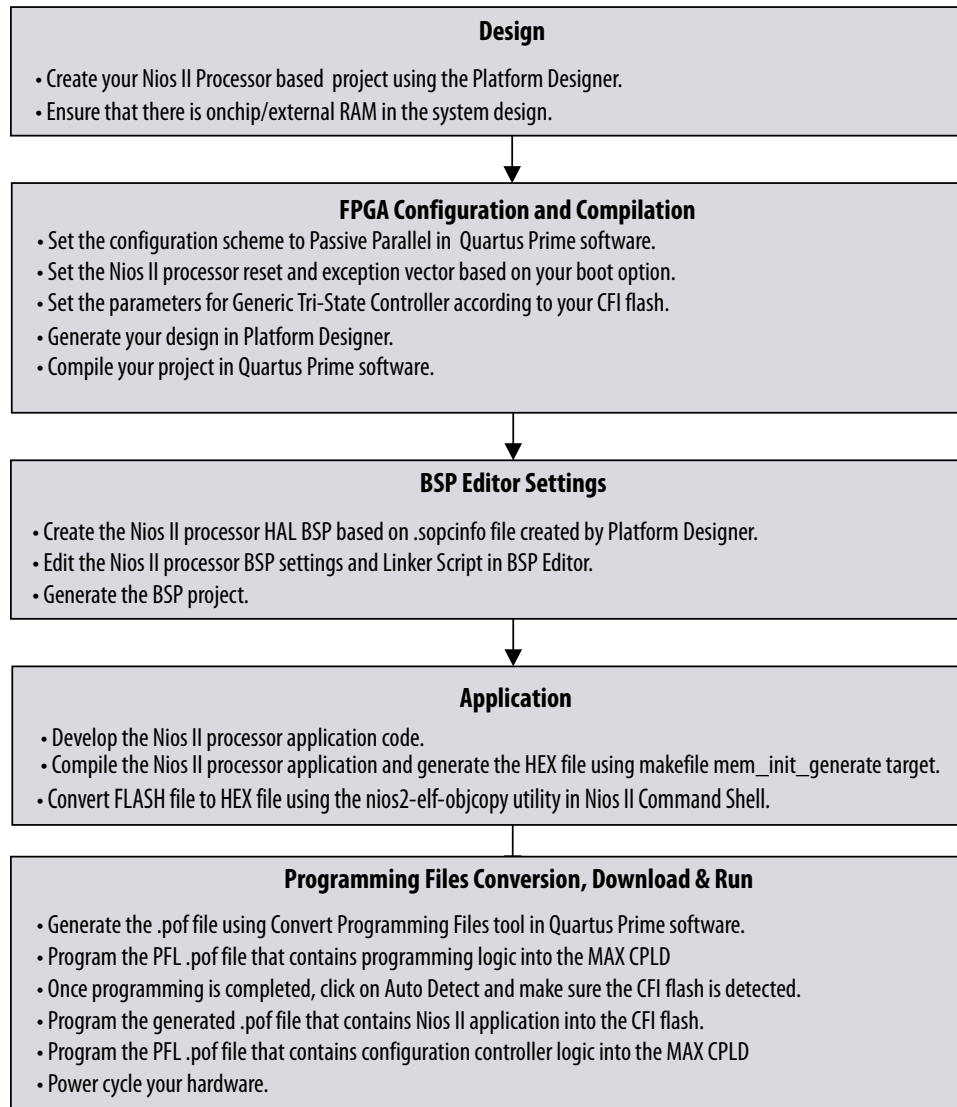 Design
• Create your Nios II Processor based project using the Platform Designer.
• Ensure that there is onchip/external RAM in the system design.
FPGA Configuration and Compilation
• Set the configuration scheme to Passive Parallel in Quartus Prime software.
• Set the Nios II processor reset and exception vector based on your boot option.
• Set the parameters for Generic Tri-State Controller according to your CFI flash.
• Generate your design in Platform Designer.
• Compile your project in Quartus Prime software.
BSP Editor Settings
• Create the Nios II processor HAL BSP based on .sopcinfo file created by Platform Designer.
• Edit the Nios II processor BSP settings and Linker Script in BSP Editor.
• Generate the BSP project.
Application
• Develop the Nios II processor application code.
• Compile the Nios II processor application and generate the HEX file using makefile mem_init_generate target.
• Convert FLASH file to HEX file using the nios2-elf-objcopy utility in Nios II Command Shell.
Programming Files Conversion, Download & Run
• Generate the .pof file using Convert Programming Files tool in Quartus Prime software.
• Program the PFL .pof file that contains programming logic into the MAX CPLD
• Once programming is completed, click on Auto Detect and make sure the CFI flash is detected.
• Program the generated .pof file that contains Nios II application into the CFI flash.
• Program the PFL .pof file that contains configuration controller logic into the MAX CPLD
• Power cycle your hardware.